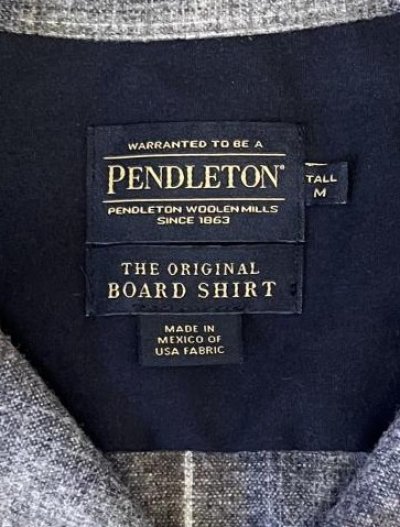 WARRANTED TO BE A
PENDLETON®
PENDLETON WOOLEN MILLS
SINCE 1863
TALL
M
THE ORIGINAL
BOARD SHIRT
MADE IN
MEXICO OF
USA FABRIC